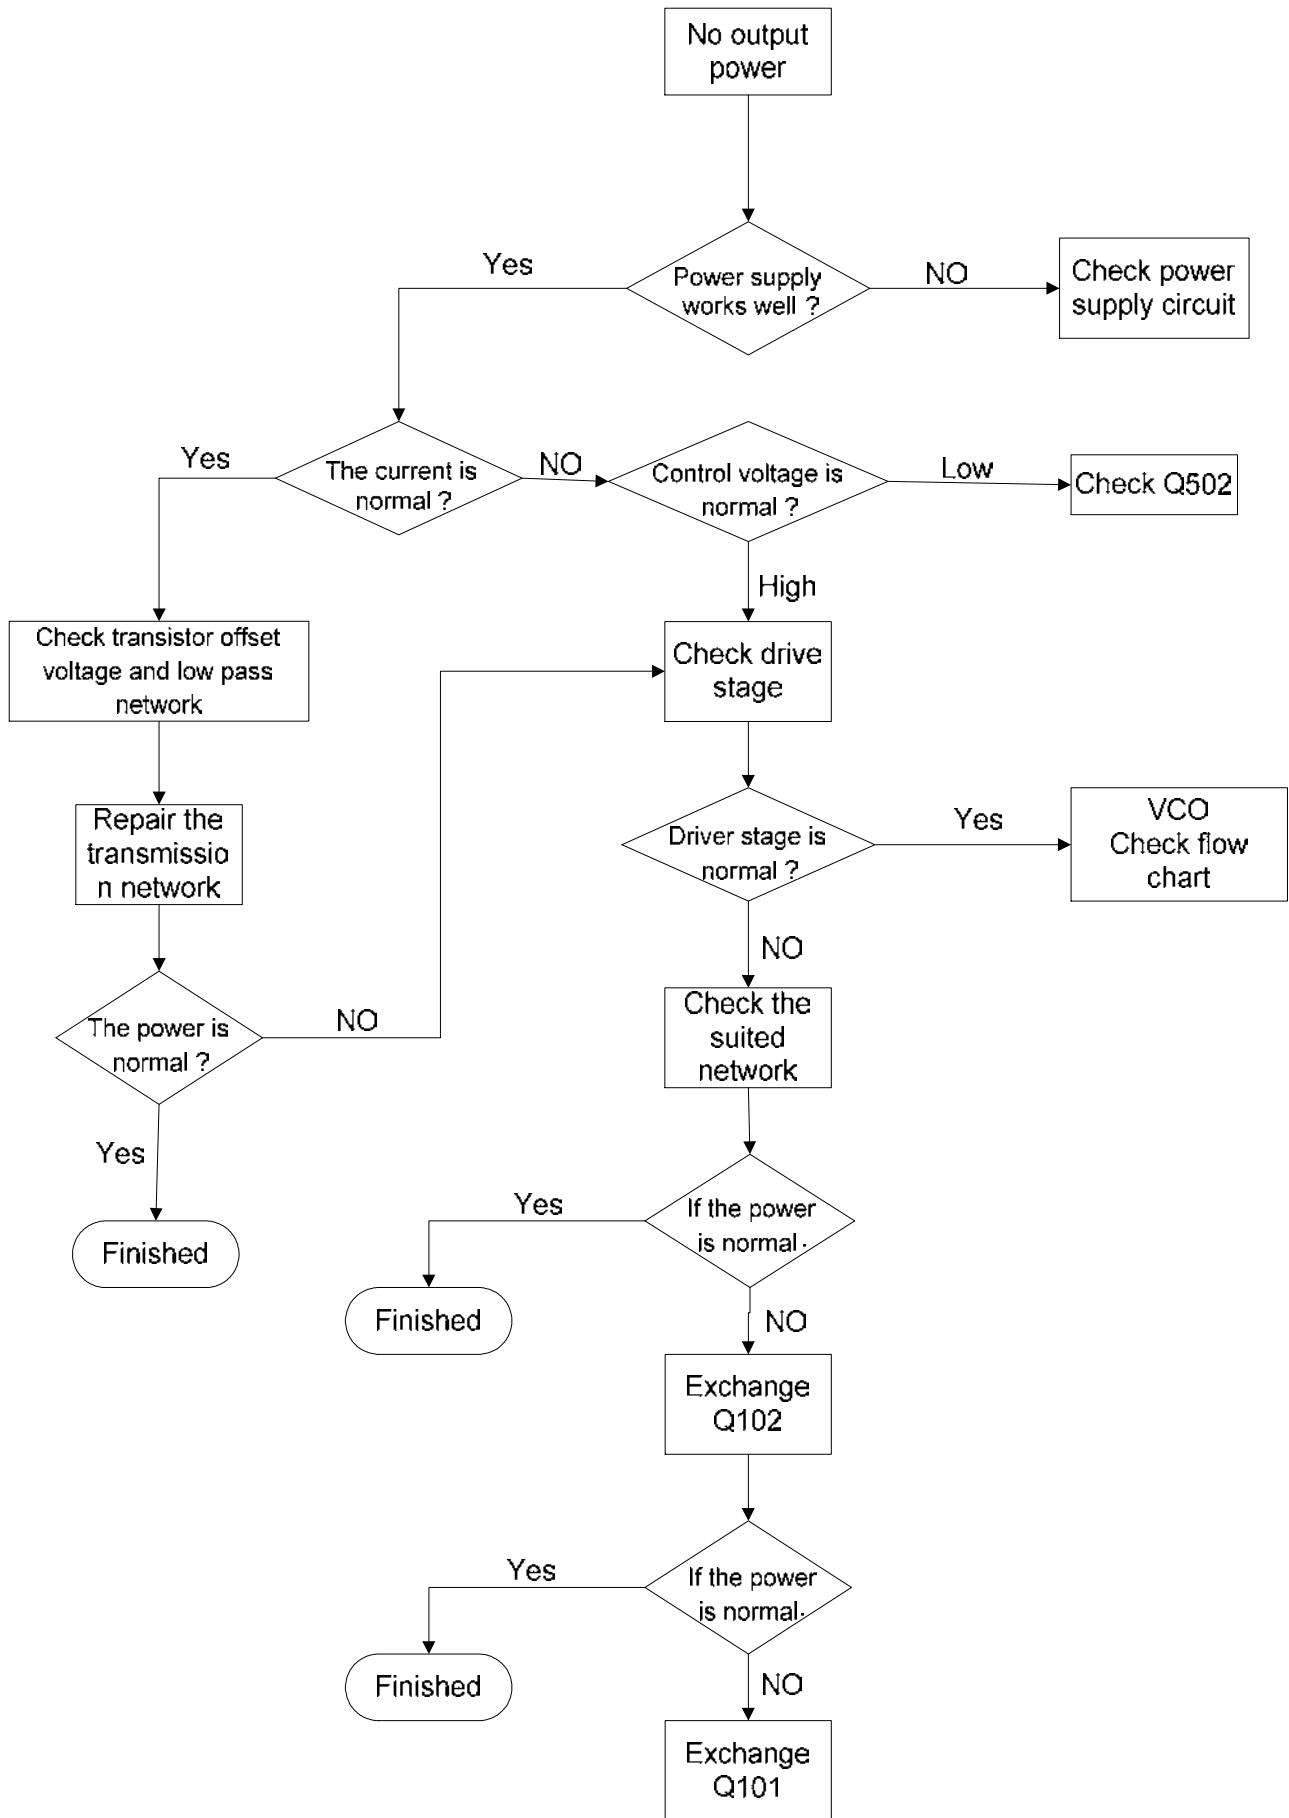 No output
power
Yes
Power supply
works well ?
NO
Check power
supply circuit
Yes
The current is
normal ?
NO
Control voltage is
normal ?
Low
Check Q502
High
Check transistor offset
voltage and low pass
network
Check drive
stage
Repair the
transmissio
n network
Driver stage is
normal ?
Yes
VCO
Check flow
chart
NO
The power is
normal ?
NO
Check the
suited
network
Yes
Finished
Yes
If the power
is normal.
Finished
NO
Exchange
Q102
Yes
If the power
is normal.
Finished
NO
Exchange
Q101